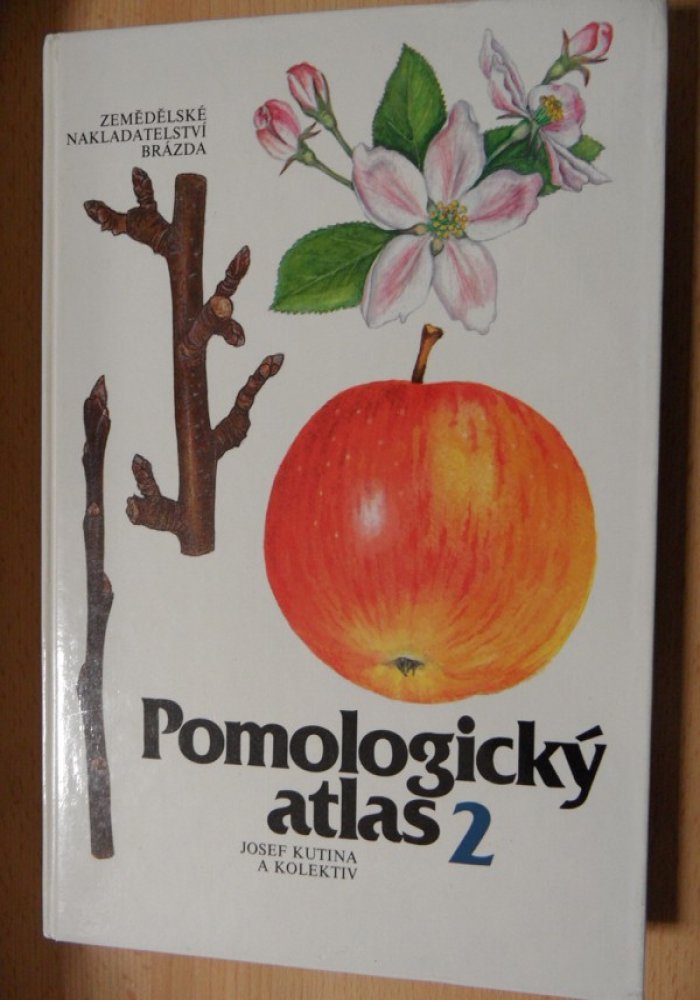 ZEMĚDĚLSKÉ
NAKLADATELSTVÍ
BRÁZDA
Pomologický
atlas 2
JOSEF KUTINA
A KOLEKTIV